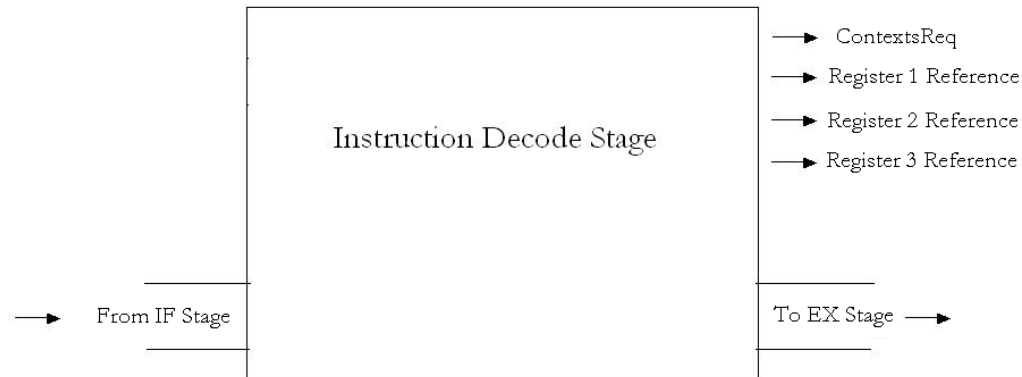 ContextsReq
Register 1 Reference
Register 2 Reference
Instruction Decode Stage
Register 3 Reference
From IF Stage
To EX Stage